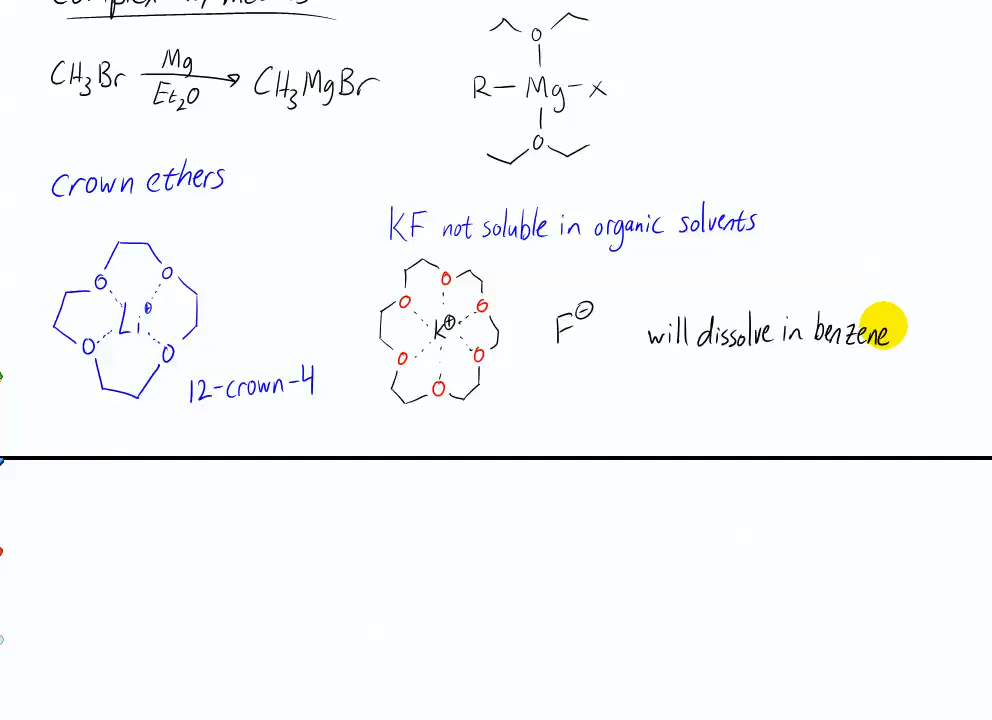 CH₃Br Mg Et₂O CH₃MgBr
O
R–Mg–X
O
crown ethers
KF not soluble in organic solvents
O O
Li⊕
O O
12-crown-4
O O O
K⊕
O O O
F⊖
will dissolve in benzene